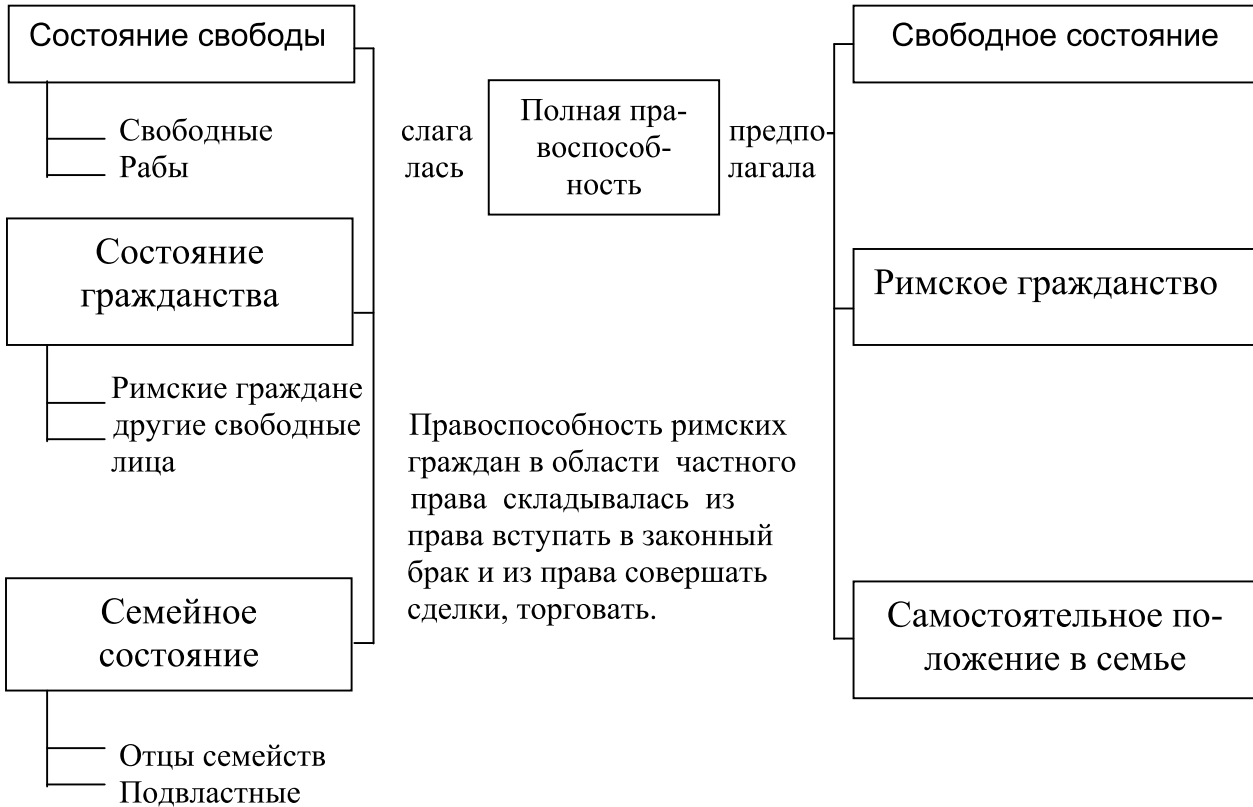 Состояние свободы
Свободные
Рабы
Состояние
гражданства
Римские граждане
другие свободные
лица
Семейное
состояние
Отцы семейств
Подвластные
слага
лась
Полная пра-
воспособ-
ность
предпо-
лагала
Правоспособность римских
граждан в области частного
права складывалась из
права вступать в законный
брак и из права совершать
сделки, торговать.
Свободное состояние
Римское гражданство
Самостоятельное по-
ложение в семье